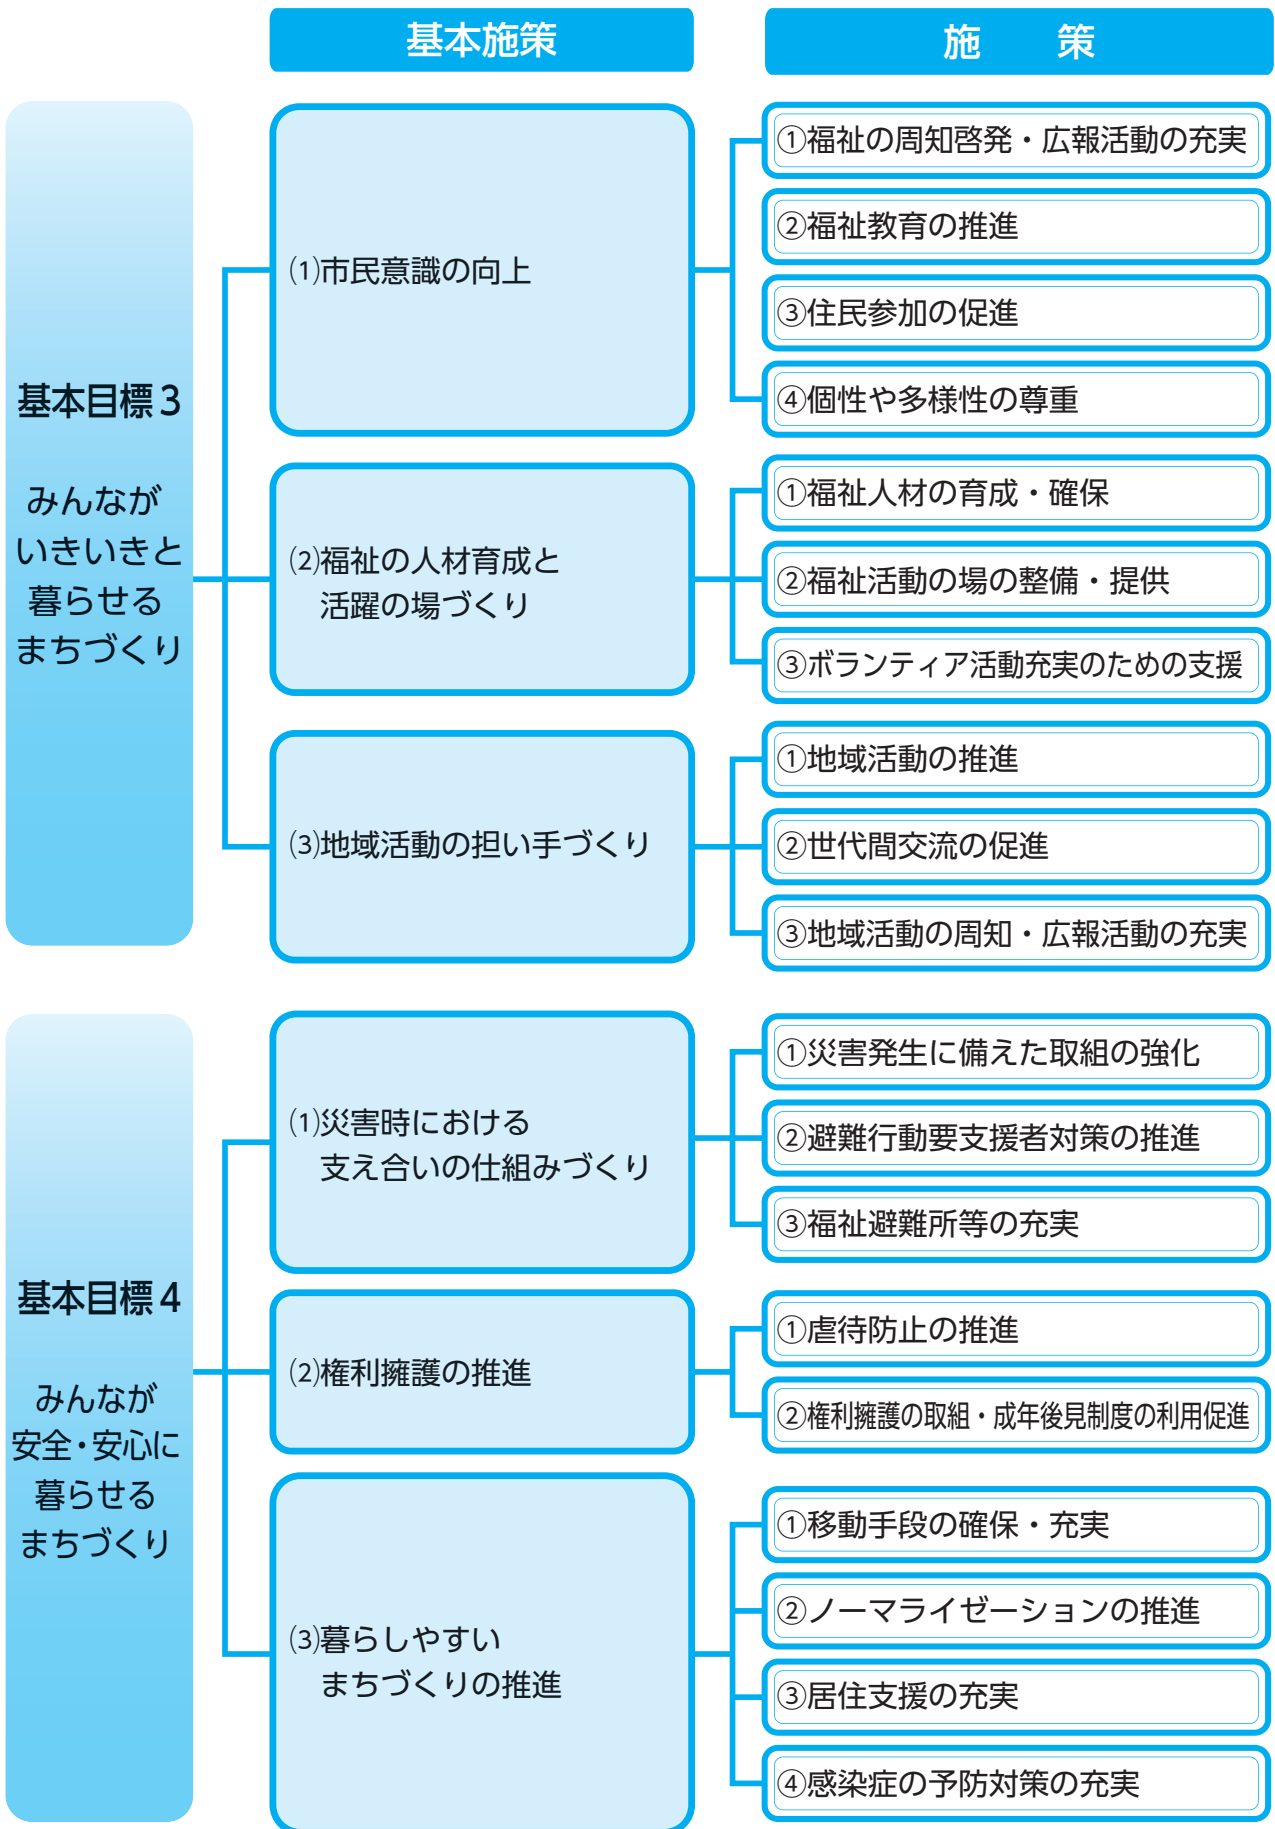 基本施策
施　　策
基本目標３
みんなが
いきいきと
暮らせる
まちづくり
⑴市民意識の向上
①福祉の周知啓発・広報活動の充実
②福祉教育の推進
③住民参加の促進
④個性や多様性の尊重
⑵福祉の人材育成と
活躍の場づくり
①福祉人材の育成・確保
②福祉活動の場の整備・提供
③ボランティア活動充実のための支援
⑶地域活動の担い手づくり
①地域活動の推進
②世代間交流の促進
③地域活動の周知・広報活動の充実
基本目標４
みんなが
安全・安心に
暮らせる
まちづくり
⑴災害時における
支え合いの仕組みづくり
①災害発生に備えた取組の強化
②避難行動要支援者対策の推進
③福祉避難所等の充実
⑵権利擁護の推進
①虐待防止の推進
②権利擁護の取組・成年後見制度の利用促進
⑶暮らしやすい
まちづくりの推進
①移動手段の確保・充実
②ノーマライゼーションの推進
③居住支援の充実
④感染症の予防対策の充実